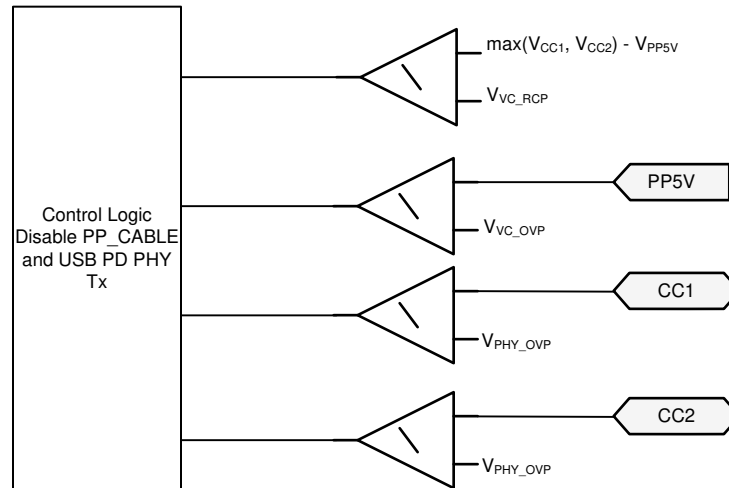 max(VCC1, VCC2) - VPP5V
VVC_RCP
PP5V
VVC_OVP
Control Logic
Disable PP_CABLE
and USB PD PHY
Tx
CC1
VPHY_OVP
CC2
VPHY_OVP